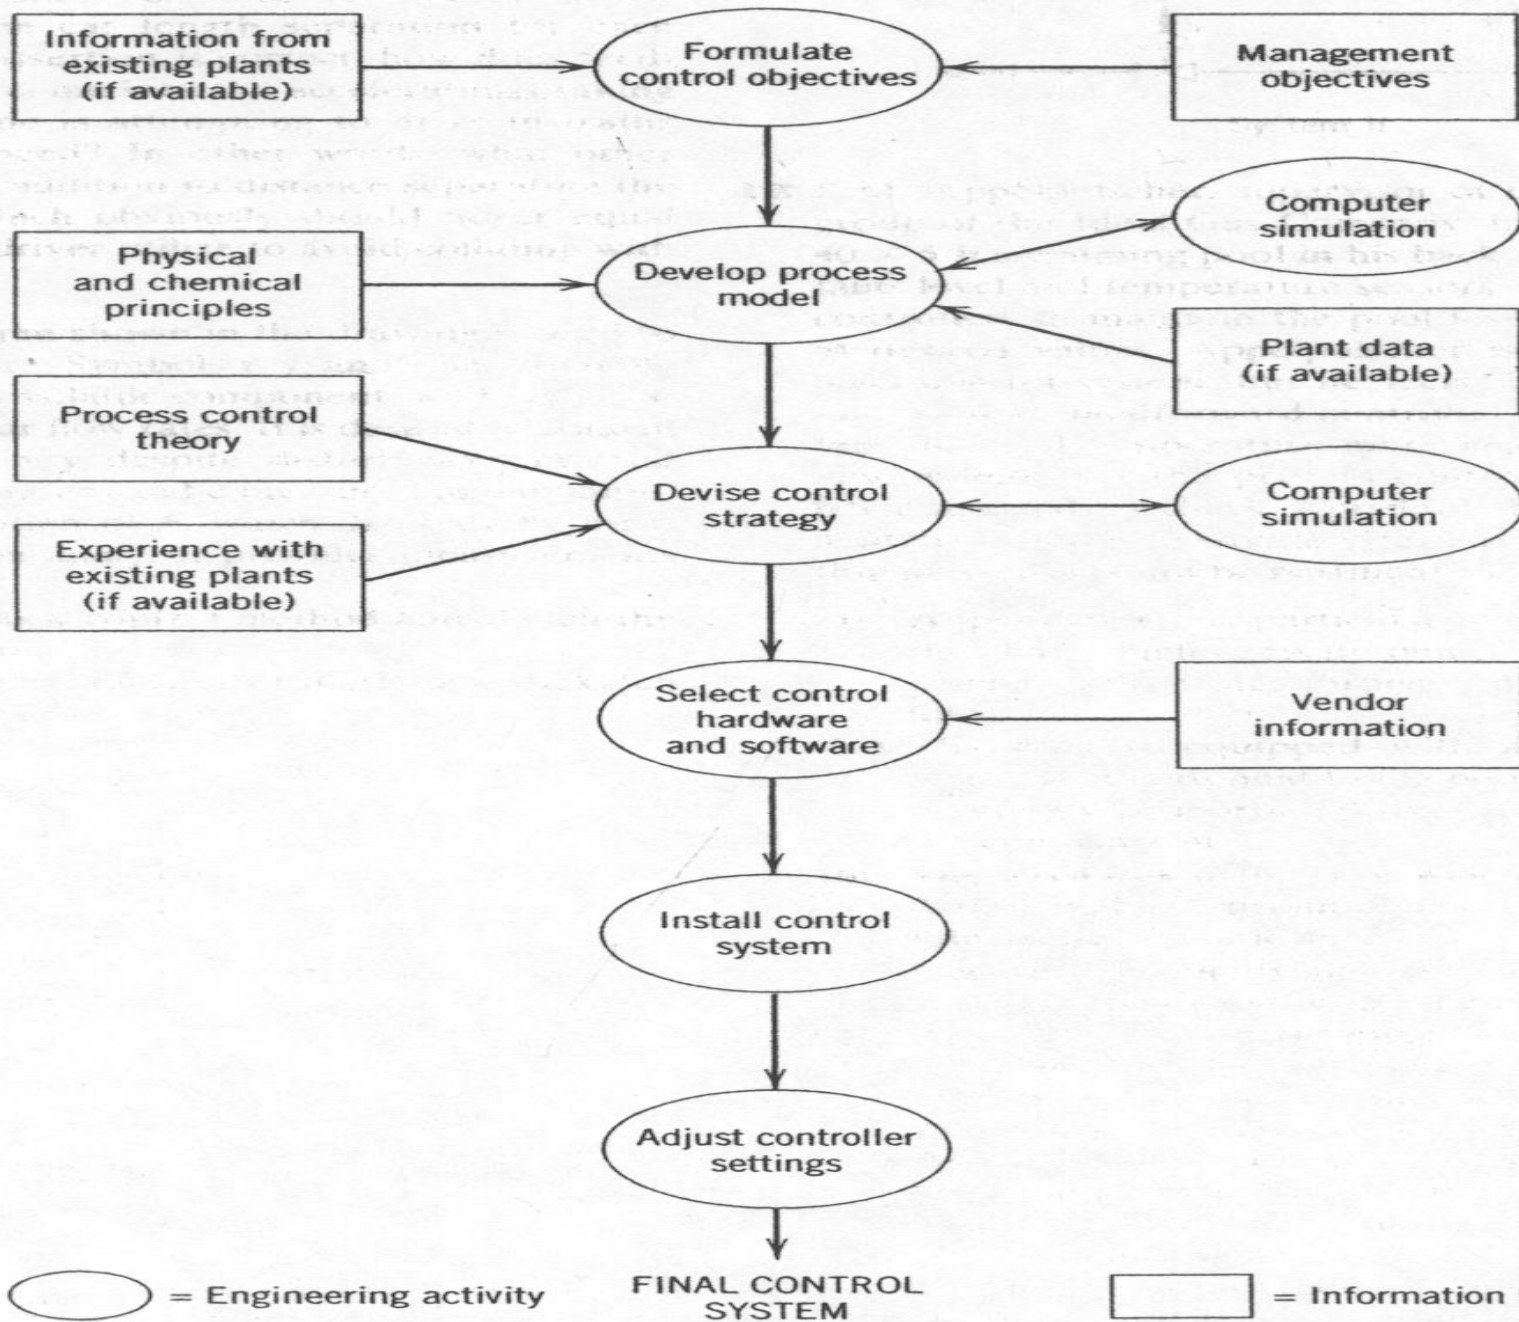 Information from
existing plants
(if available)
Formulate
control objectives
Management
objectives
Computer
simulation
Physical
and chemical
principles
Develop process
model
Plant data
(if available)
Process control
theory
Devise control
strategy
Computer
simulation
Experience with
existing plants
(if available)
Select control
hardware
and software
Vendor
information
Install control
system
Adjust controller
settings
= Engineering activity
FINAL CONTROL
SYSTEM
= Information